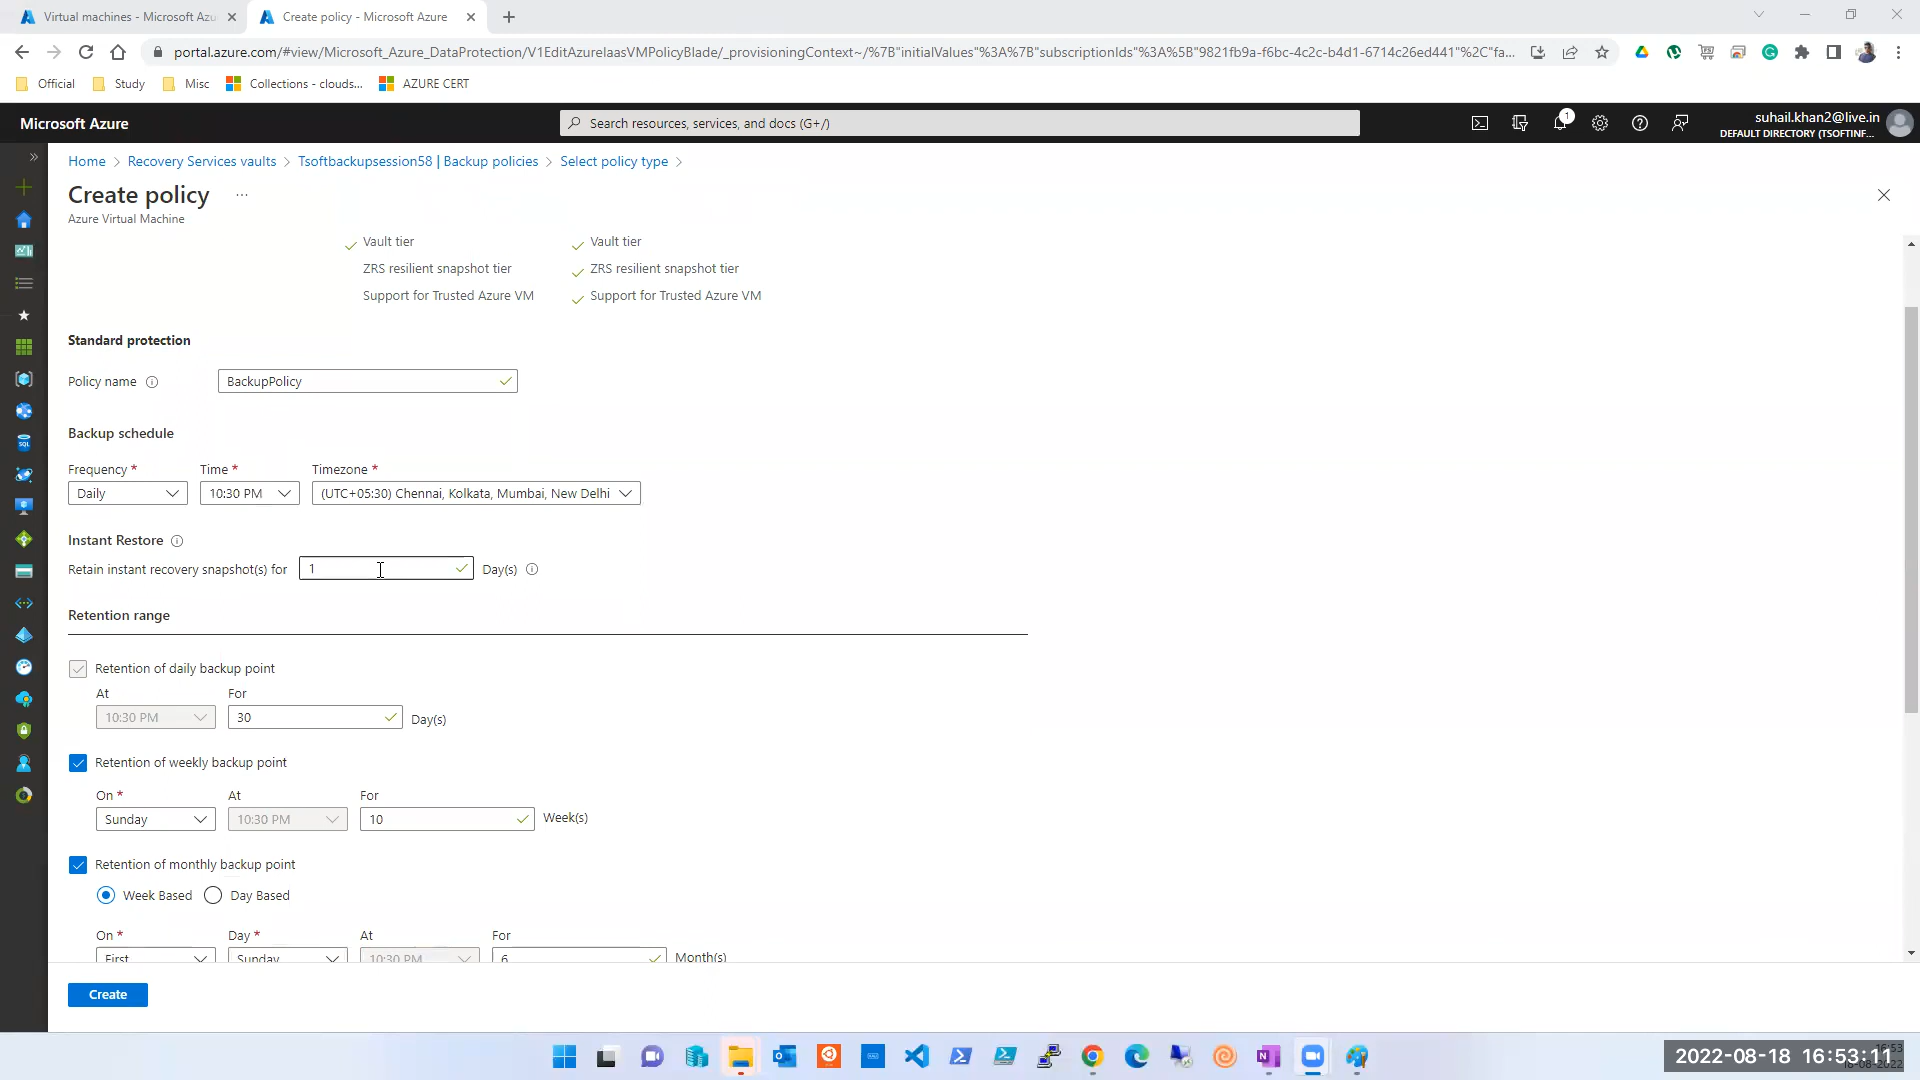 Virtual machines - Microsoft Azu
Create policy - Microsoft Azure
portal.azure.com/#view/Microsoft_Azure_DataProtection/V1EditAzureIaasVMPolicyBlade/_provisioningContext~/%7B"initialValues"%3A%7B"subscriptionIds"%3A%5B"9821fb9a-f6bc-4c2c-b4d1-6714c26ed441"%2C"fa...
Official
Study
Misc
Collections - clouds...
AZURE CERT
Microsoft Azure
Search resources, services, and docs (G+/)
1
suhail.khan2@live.in
DEFAULT DIRECTORY (TSOFTINF...
Home > Recovery Services vaults > Tsoftbackupsession58 | Backup policies > Select policy type >
Create policy ...
Azure Virtual Machine
Vault tier Vault tier
ZRS resilient snapshot tier ZRS resilient snapshot tier
Support for Trusted Azure VM Support for Trusted Azure VM
Standard protection
Policy name BackupPolicy
Backup schedule
Frequency * Time * Timezone *
Daily 10:30 PM (UTC+05:30) Chennai, Kolkata, Mumbai, New Delhi
Instant Restore
Retain instant recovery snapshot(s) for 1 Day(s)
Retention range
Retention of daily backup point
At For
10:30 PM 30 Day(s)
Retention of weekly backup point
On * At For
Sunday 10:30 PM 10 Week(s)
Retention of monthly backup point
Week Based Day Based
On * Day * At For
First Sunday 10:30 PM 6 Month(s)
Create
2022-08-18 16:53:11